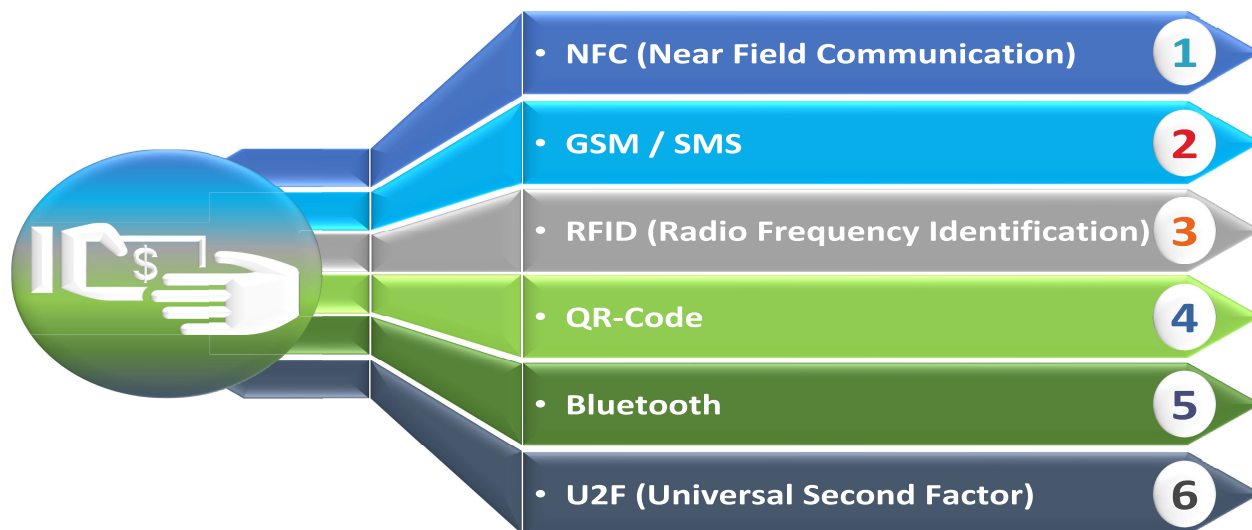 • NFC (Near Field Communication) 1
• GSM / SMS 2
• RFID (Radio Frequency Identification) 3
• QR-Code 4
• Bluetooth 5
• U2F (Universal Second Factor) 6
$